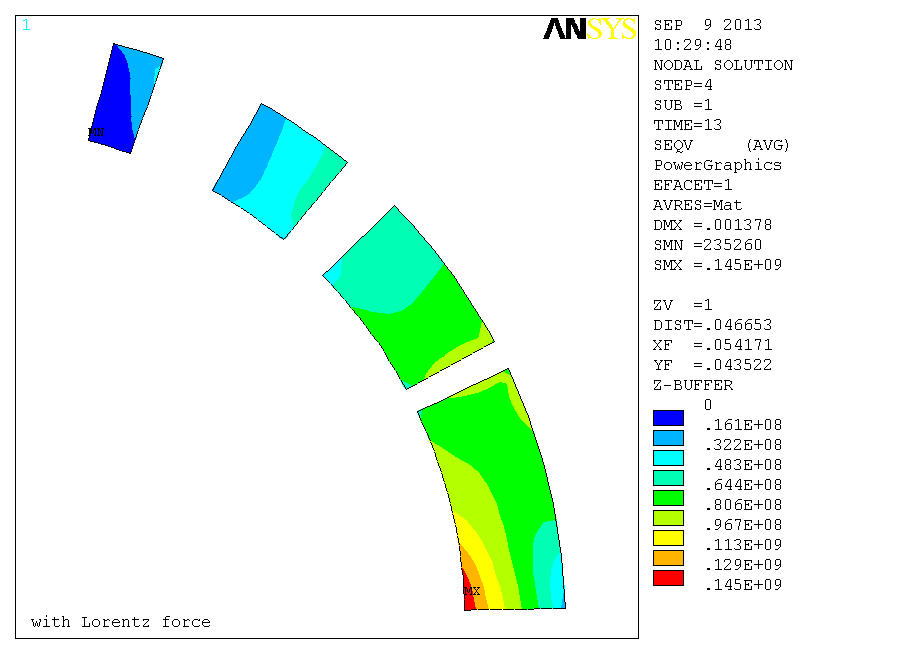 1
ANSYS
MN
MX
with Lorentz force
SEP 9 2013
10:29:48
NODAL SOLUTION
STEP=4
SUB =1
TIME=13
SEQV (AVG)
PowerGraphics
EFACET=1
AVRES=Mat
DMX =.001378
SMN =235260
SMX =.145E+09
ZV =1
DIST=.046653
XF =.054171
YF =.043522
Z-BUFFER
0
.161E+08
.322E+08
.483E+08
.644E+08
.806E+08
.967E+08
.113E+09
.129E+09
.145E+09